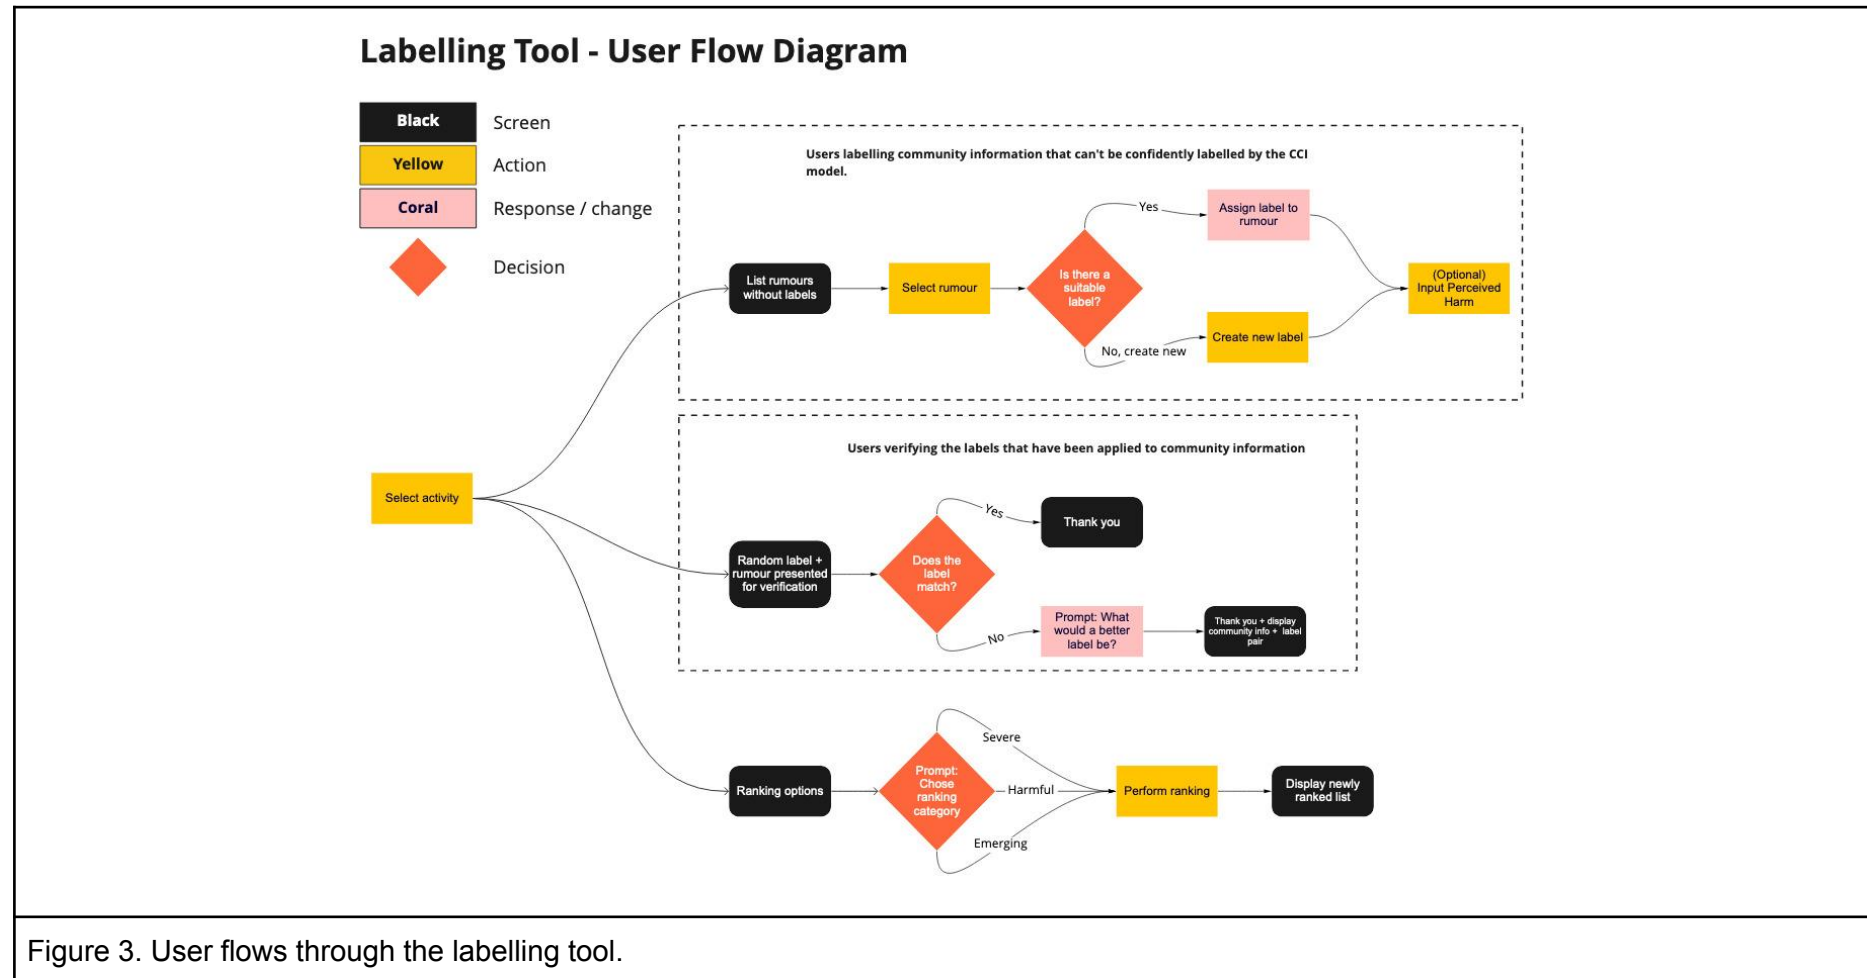 Labelling Tool - User Flow Diagram
Black
Screen
Yellow
Action
Coral
Response / change
Decision
Users labelling community information that can't be confidently labelled by the CCI
model.
List rumours
without labels
Select rumour
Is there a
suitable
label?
Yes
Assign label to
rumour
No, create new
Create new label
(Optional)
Input Perceived
Harm
Select activity
Users verifying the labels that have been applied to community information
Random label +
rumour presented
for verification
Does the
label
match?
Yes
Thank you
No
Prompt: What
would a better
label be?
Thank you + display
community info + label
pair
Ranking options
Prompt:
Chose
ranking
category
Severe
Harmful
Emerging
Perform ranking
Display newly
ranked list
Figure 3. User flows through the labelling tool.